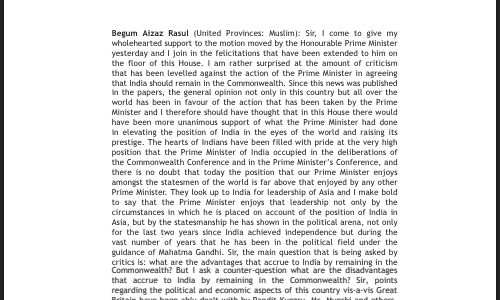 Begum Aizaz Rasul (United Provinces: Muslim): Sir, I come to give my
wholehearted support to the motion moved by the Honourable Prime Minister
yesterday and I join in the felicitations that have been extended to him on
the floor of this House. I am rather surprised at the amount of criticism
that has been levelled against the action of the Prime Minister in agreeing
that India should remain in the Commonwealth. Since this news was published
in the papers, the general opinion not only in this country but all over the
world has been in favour of the action that has been taken by the Prime
Minister and I therefore should have thought that in this House there would
have been more unanimous support of what the Prime Minister had done
in elevating the position of India in the eyes of the world and raising its
prestige. The hearts of Indians have been filled with pride at the very high
position that the Prime Minister of India occupied in the deliberations of
the Commonwealth Conference and in the Prime Minister's Conference, and
there is no doubt that today the position that our Prime Minister enjoys
amongst the statesmen of the world is far above that enjoyed by any other
Prime Minister. They look up to India for leadership of Asia and I make bold
to say that the Prime Minister enjoys that leadership not only by the
circumstances in which he is placed on account of the position of India in
Asia, but by the statesmanship he has shown in the political arena, not only
for the last two years since India achieved independence but during the
vast number of years that he has been in the political field under the
guidance of Mahatma Gandhi. Sir, the main question that is being asked by
critics is: what are the advantages that accrue to India by remaining in the
Commonwealth? But I ask a counter-question what are the disadvantages
that accrue to India by remaining in the Commonwealth? Sir, points
regarding the political and economic aspects of this country vis-a-vis Great
Britain have been ably dealt with by Pandit Kunzru, Mr. Munshi and others